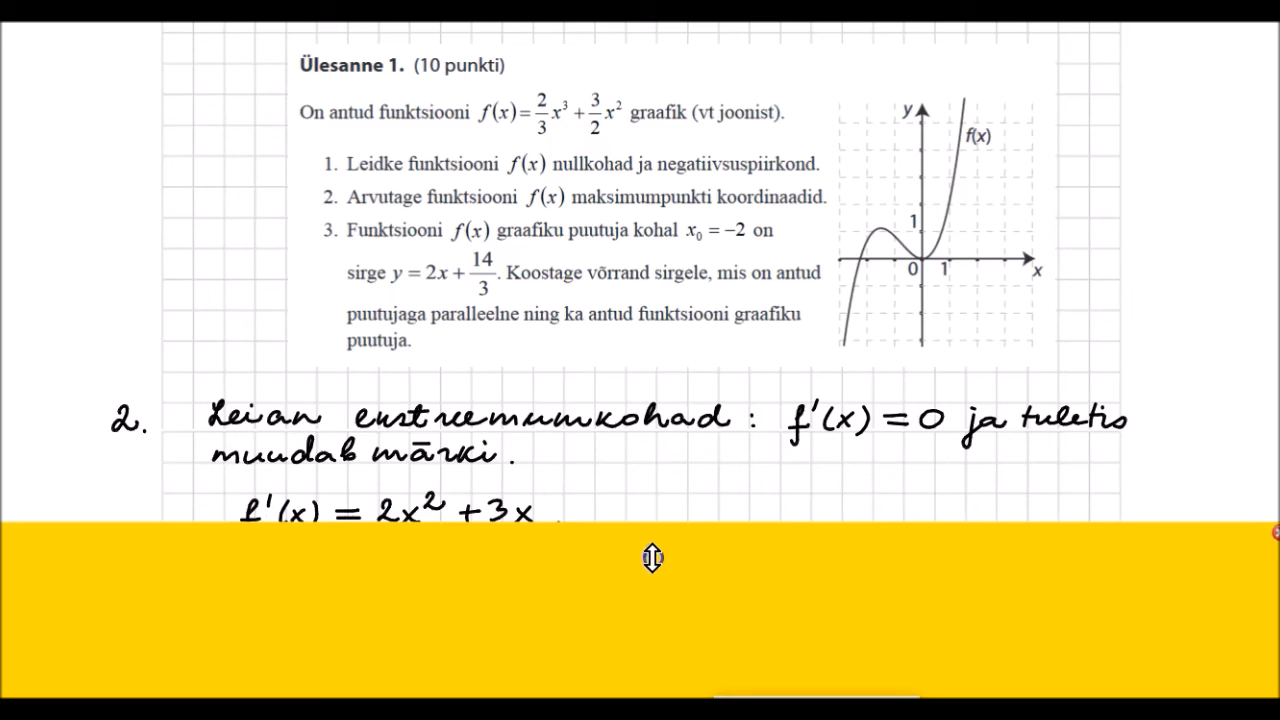 Ülesanne 1. (10 punkti)
On antud funktsiooni f(x)=2/3 x³ + 3/2 x² graafik (vt joonist).
1. Leidke funktsiooni f(x) nullkohad ja negatiivsuspiirkond.
2. Arvutage funktsiooni f(x) maksimumpunkti koordinaadid.
3. Funktsiooni f(x) graafiku puutuja kohal x₀ = −2 on
sirge y = 2x + 14/3. Koostage võrrand sirgele, mis on antud
puutujaga paralleelne ning ka antud funktsiooni graafiku
puutuja.
y
f(x)
1
0
1
x
2. Leian ekstreemumkohad : f'(x) = 0 ja tuletis
muudab märki.
f'(x) = 2x² + 3x